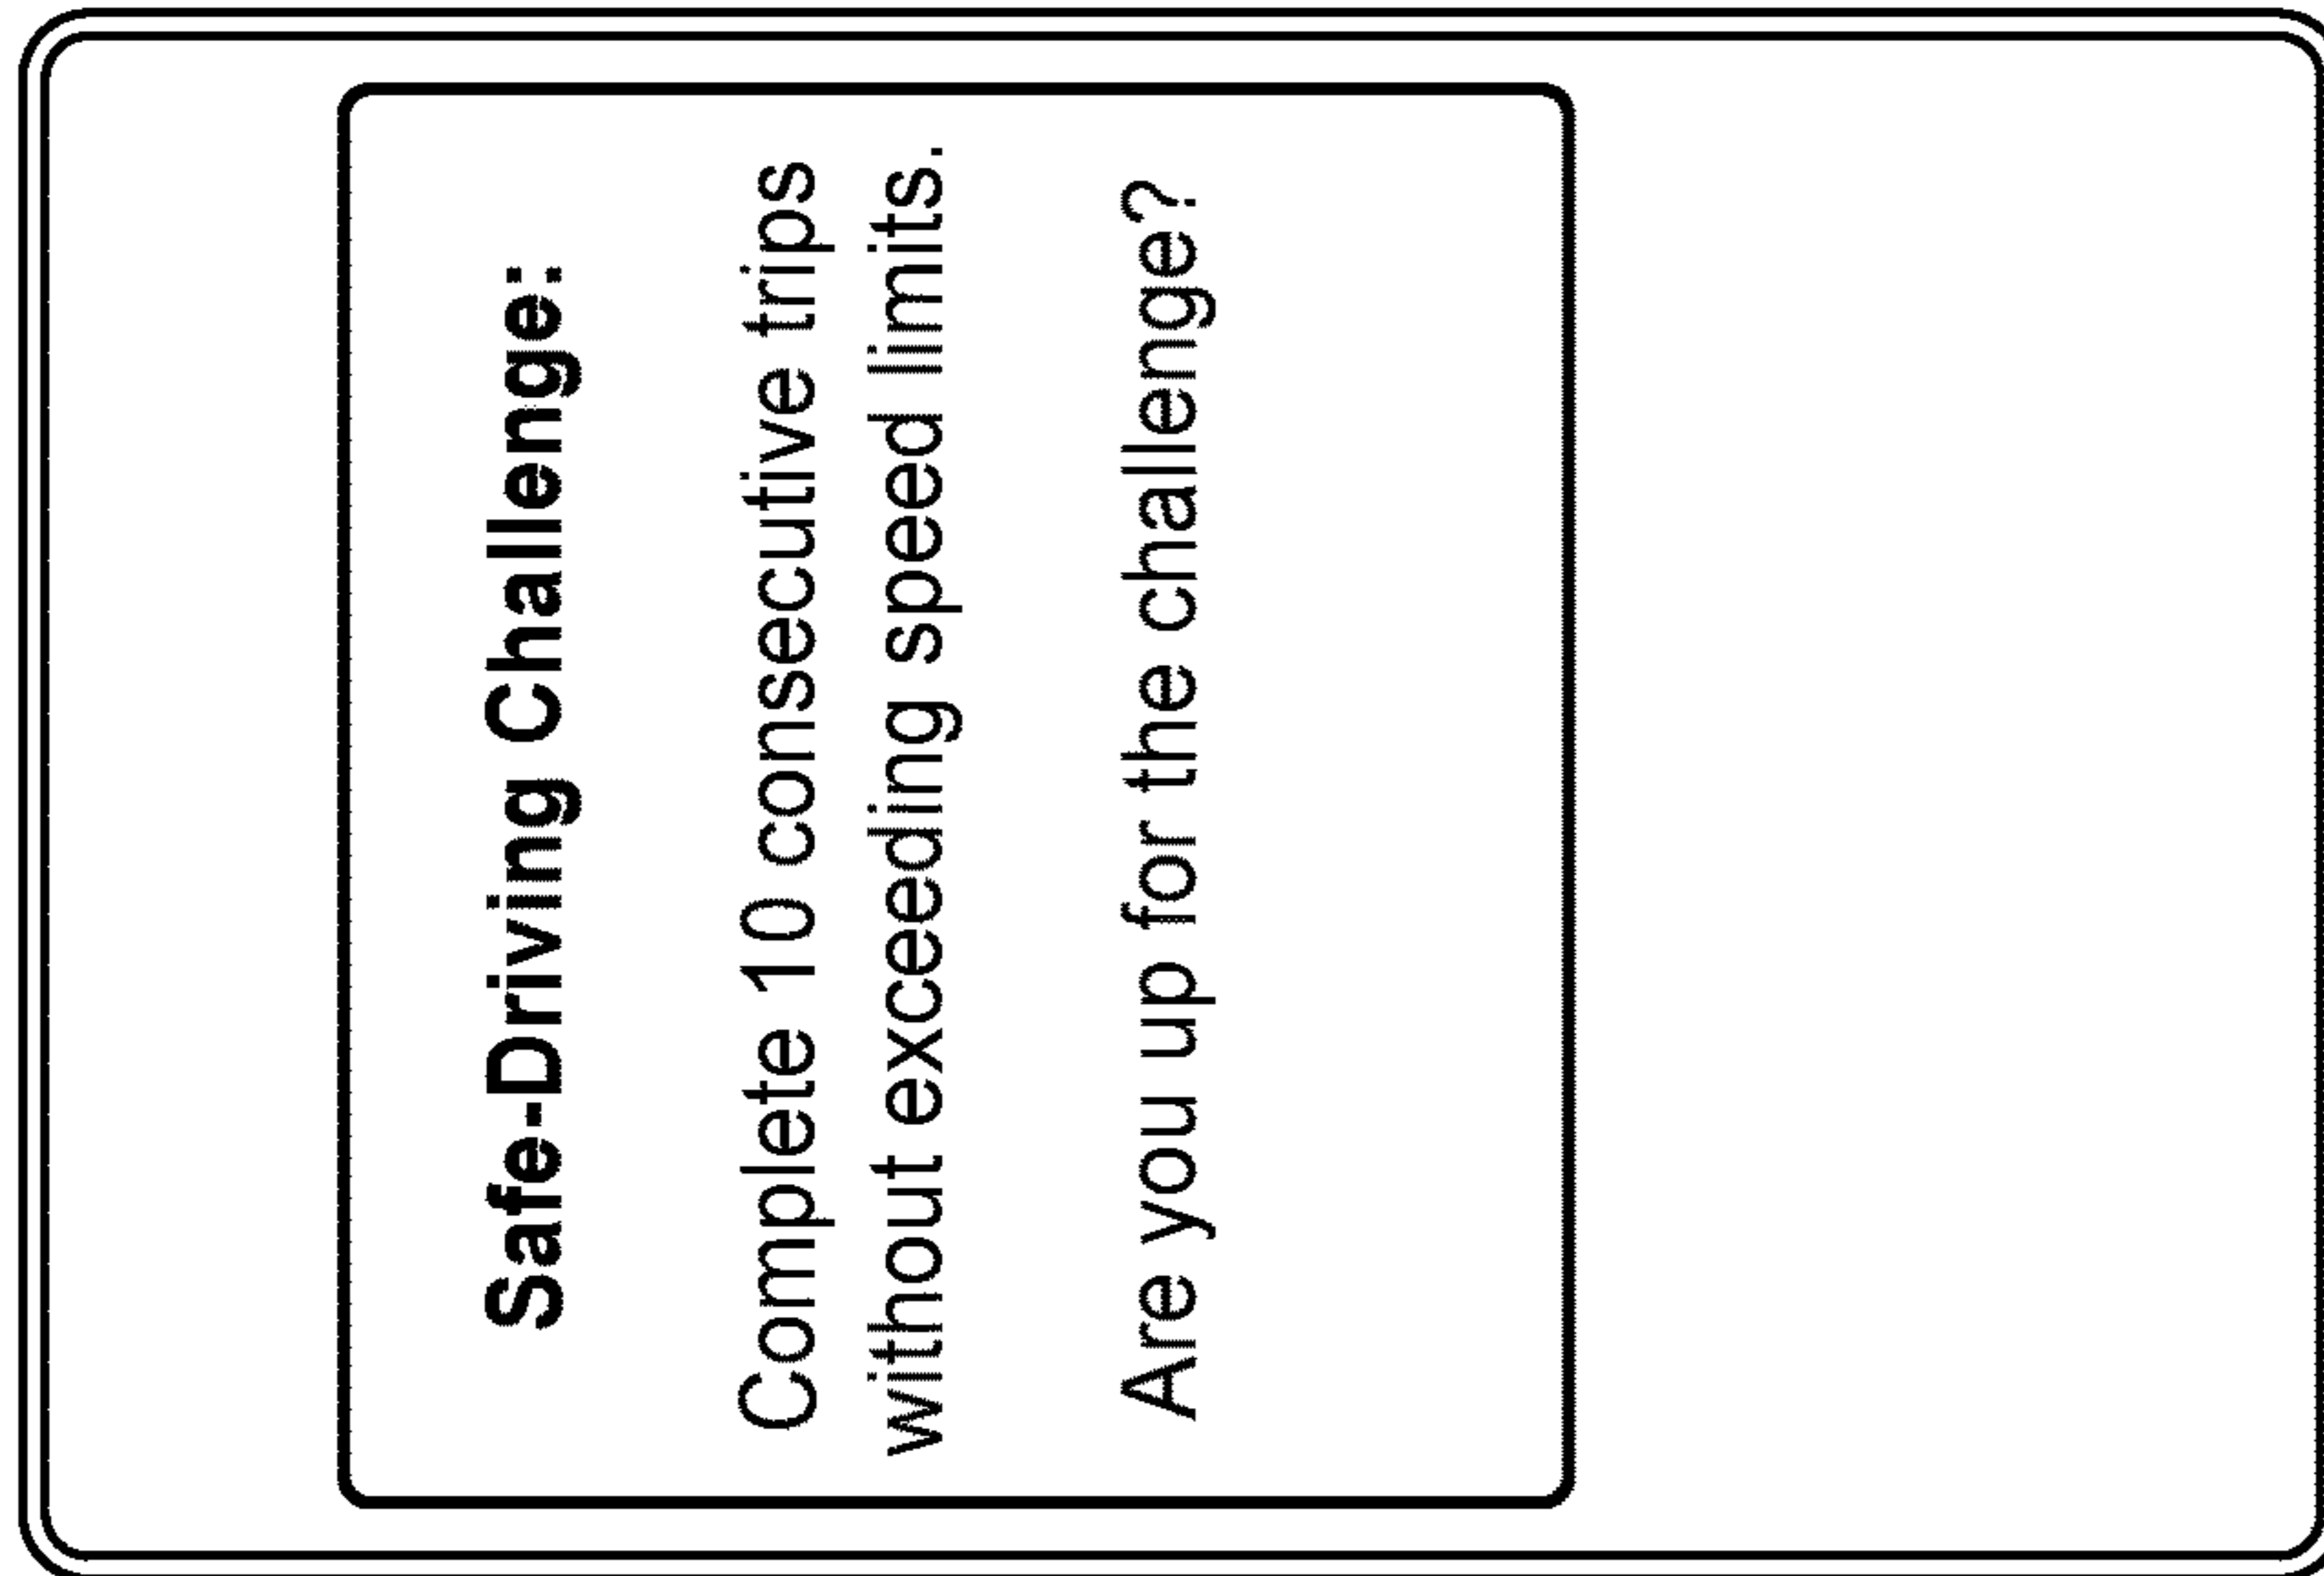 Safe-Driving Challenge:
Complete 10 consecutive trips
without exceeding speed limits.
Are you up for the challenge?